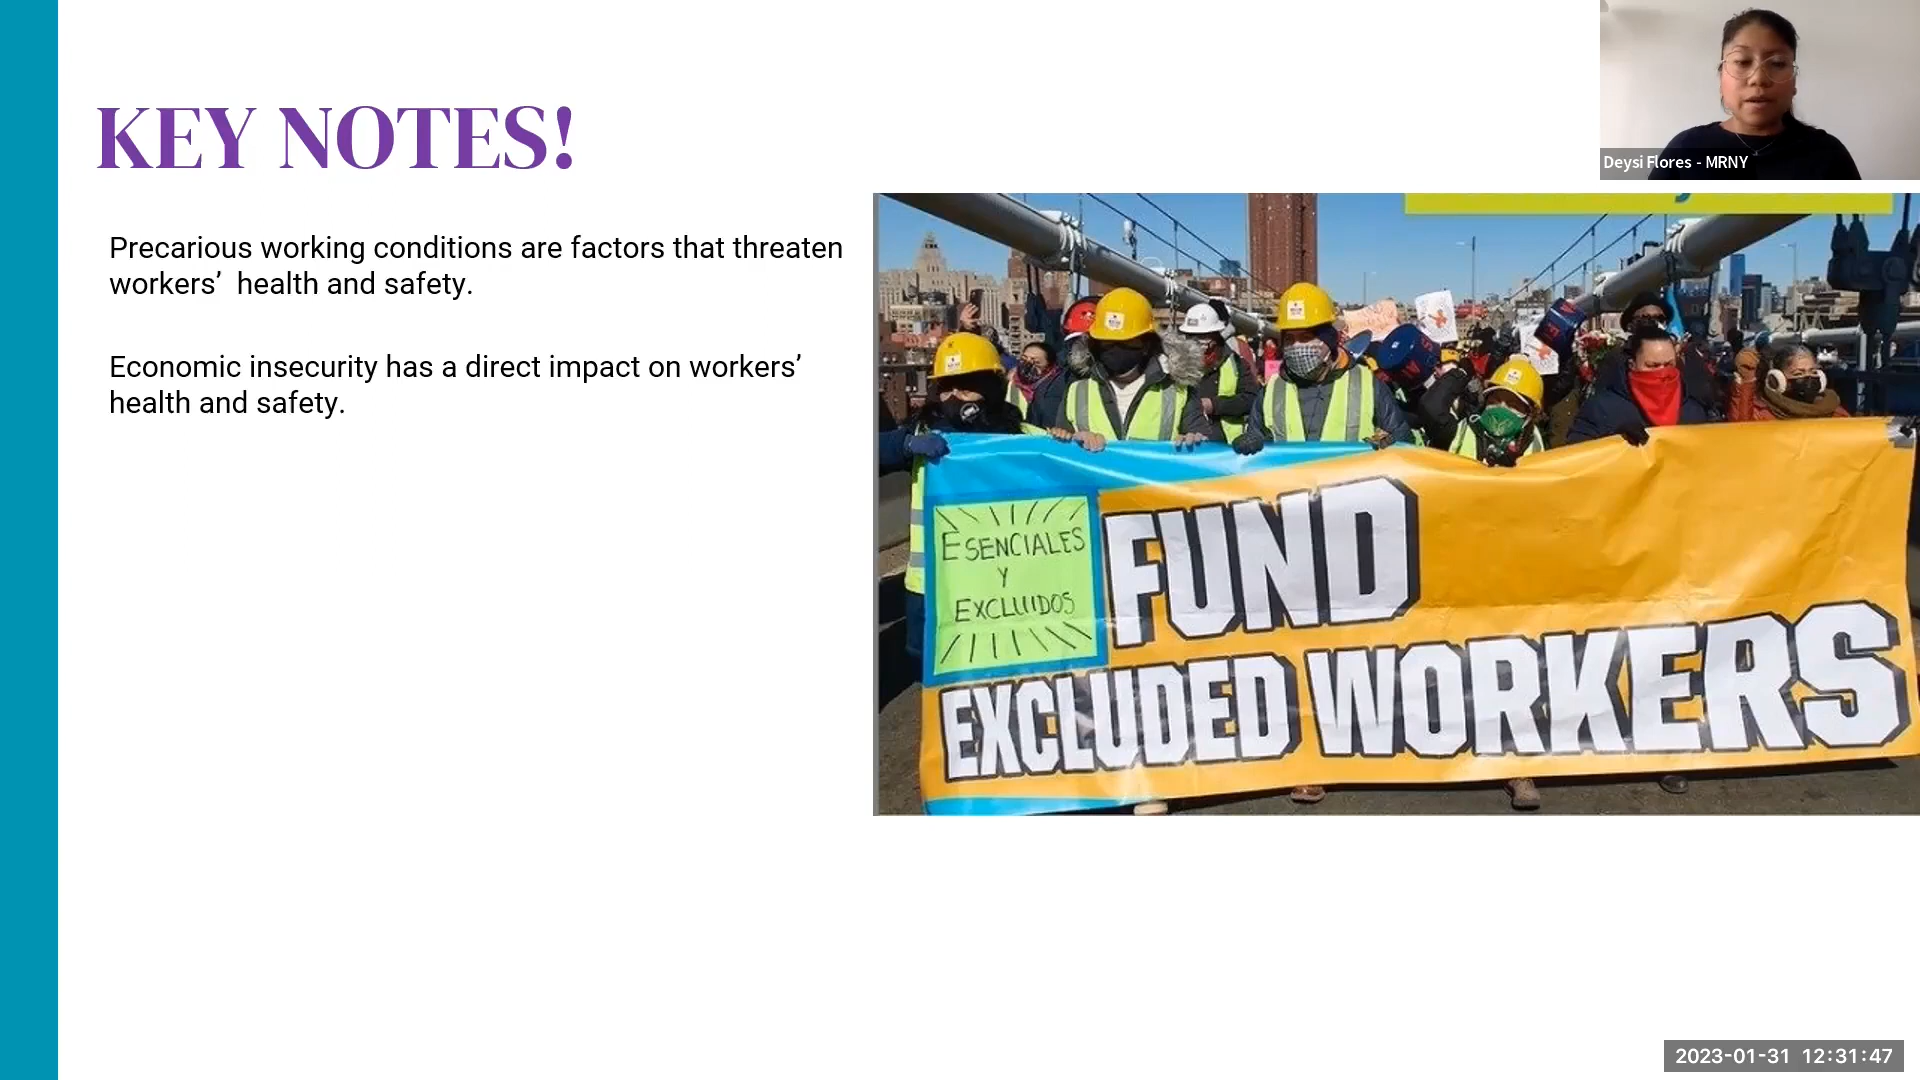 Deysi Flores - MRNY
KEY NOTES!
Precarious working conditions are factors that threaten
workers’  health and safety.
Economic insecurity has a direct impact on workers’
health and safety.
ESENCIALES
Y
EXCLUIDOS
FUND
EXCLUDED WORKERS
2023-01-31 12:31:47